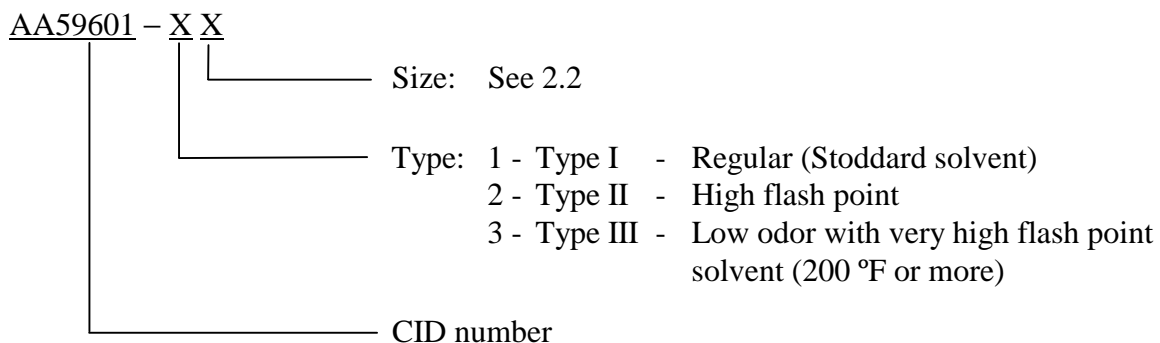 AA59601 – X X
Size: See 2.2
Type: 1 - Type I - Regular (Stoddard solvent)
2 - Type II - High flash point
3 - Type III - Low odor with very high flash point
solvent (200 ºF or more)
CID number